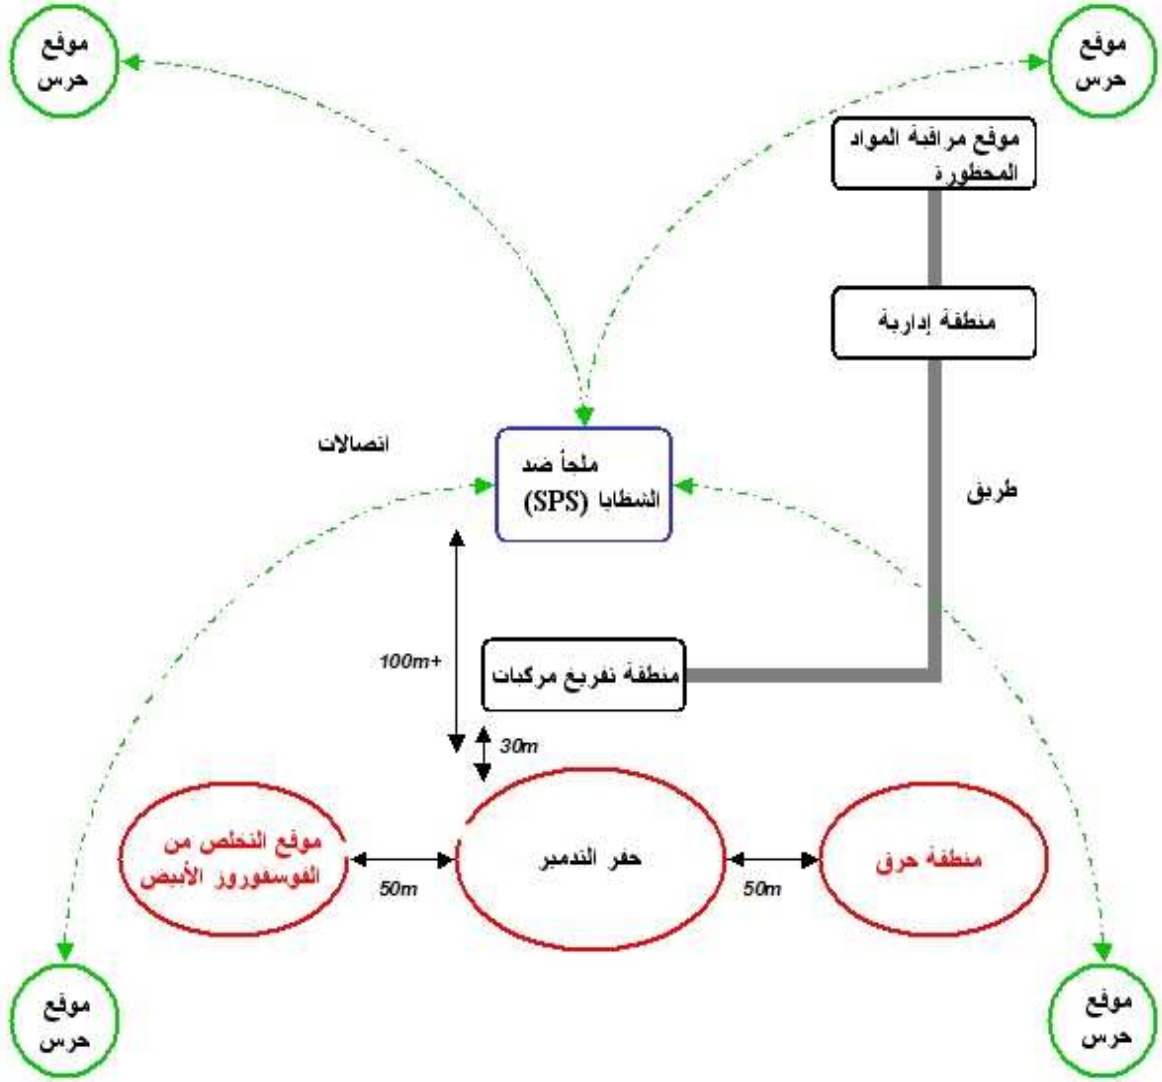 موقع
حرس
موقع
حرس
موقع مراقبة المواد
المحظورة
منطقة إدارية
اتصالات
ملجأ ضد
الشظايا (SPS)
طريق
100m+
منطقة تفريغ مركبات
30m
موقع التخلص من
الفوسفوروز الأبيض
50m
حفر التدمير
50m
منطقة حرق
موقع
حرس
موقع
حرس